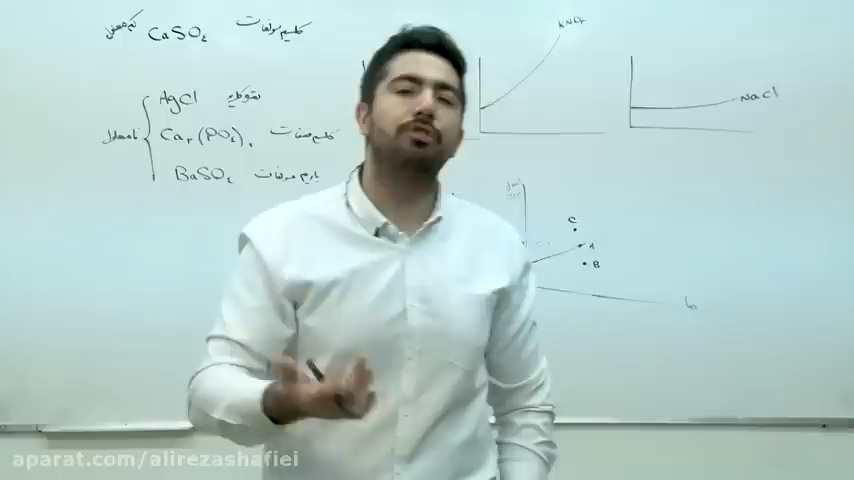 کلسیم سولفات CaSO₄ کم محلول
نقره کلرید AgCl
کلسیم فسفات Ca₃(PO₄)₂
نامحلول
باریم سولفات BaSO₄
NaCl
C
A
B
aparat.com/alirezashafiei